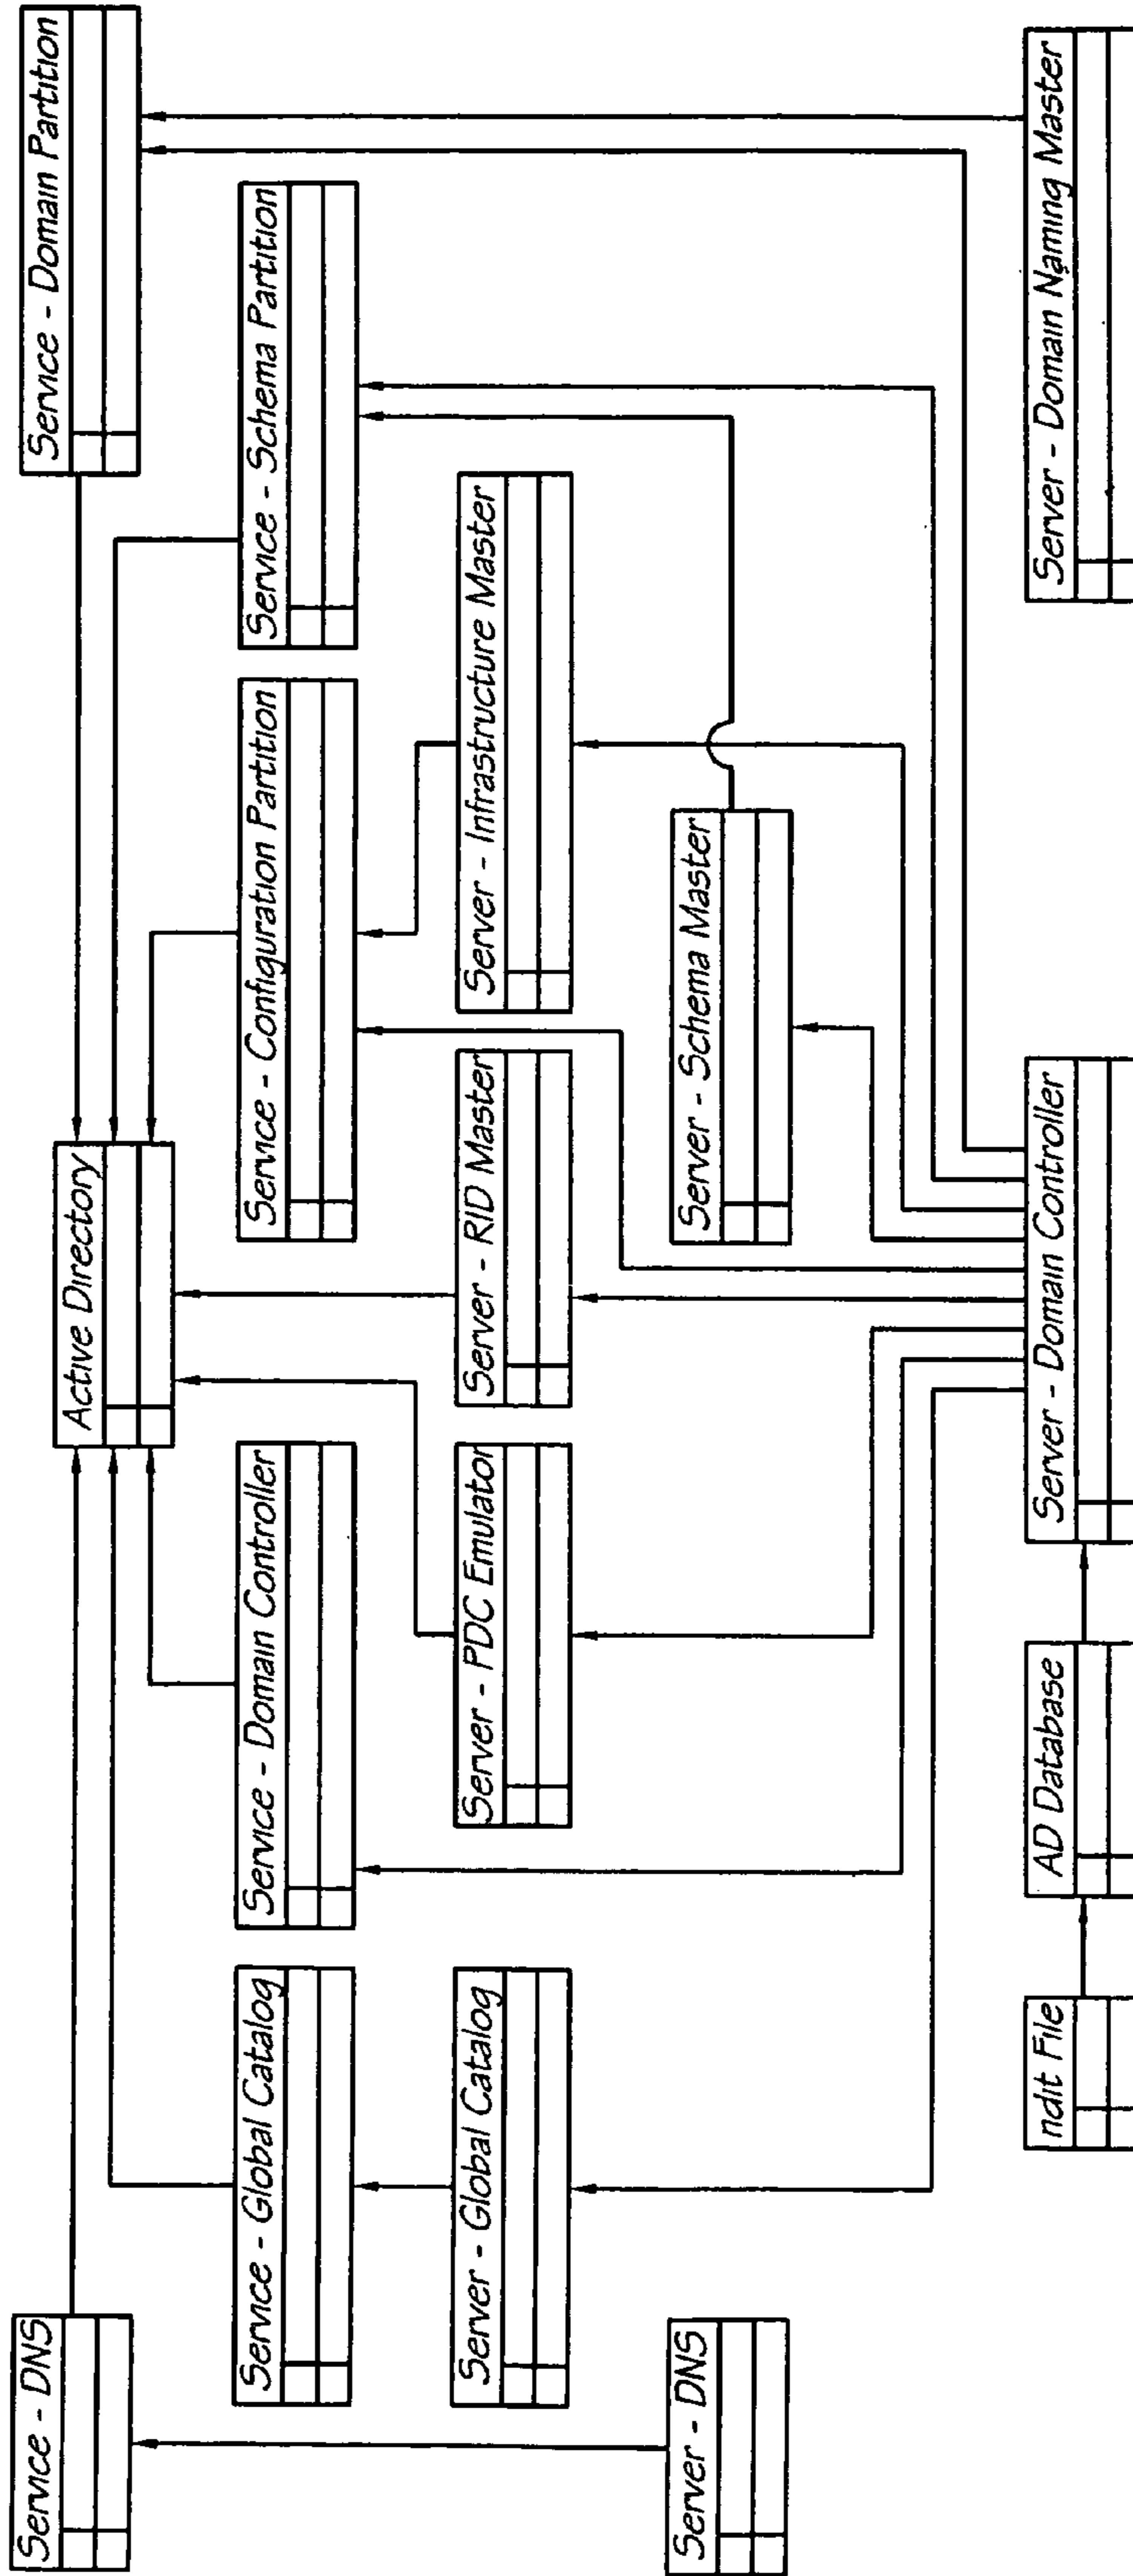 Service - DNS
Active Directory
Service - Domain Partition
Service - Global Catalog
Service - Domain Controller
Service - Configuration Partition
Service - Schema Partition
Server - Global Catalog
Server - PDC Emulator
Server - RID Master
Server - Infrastructure Master
Server - DNS
Server - Schema Master
ndit File
AD Database
Server - Domain Controller
Server - Domain Naming Master